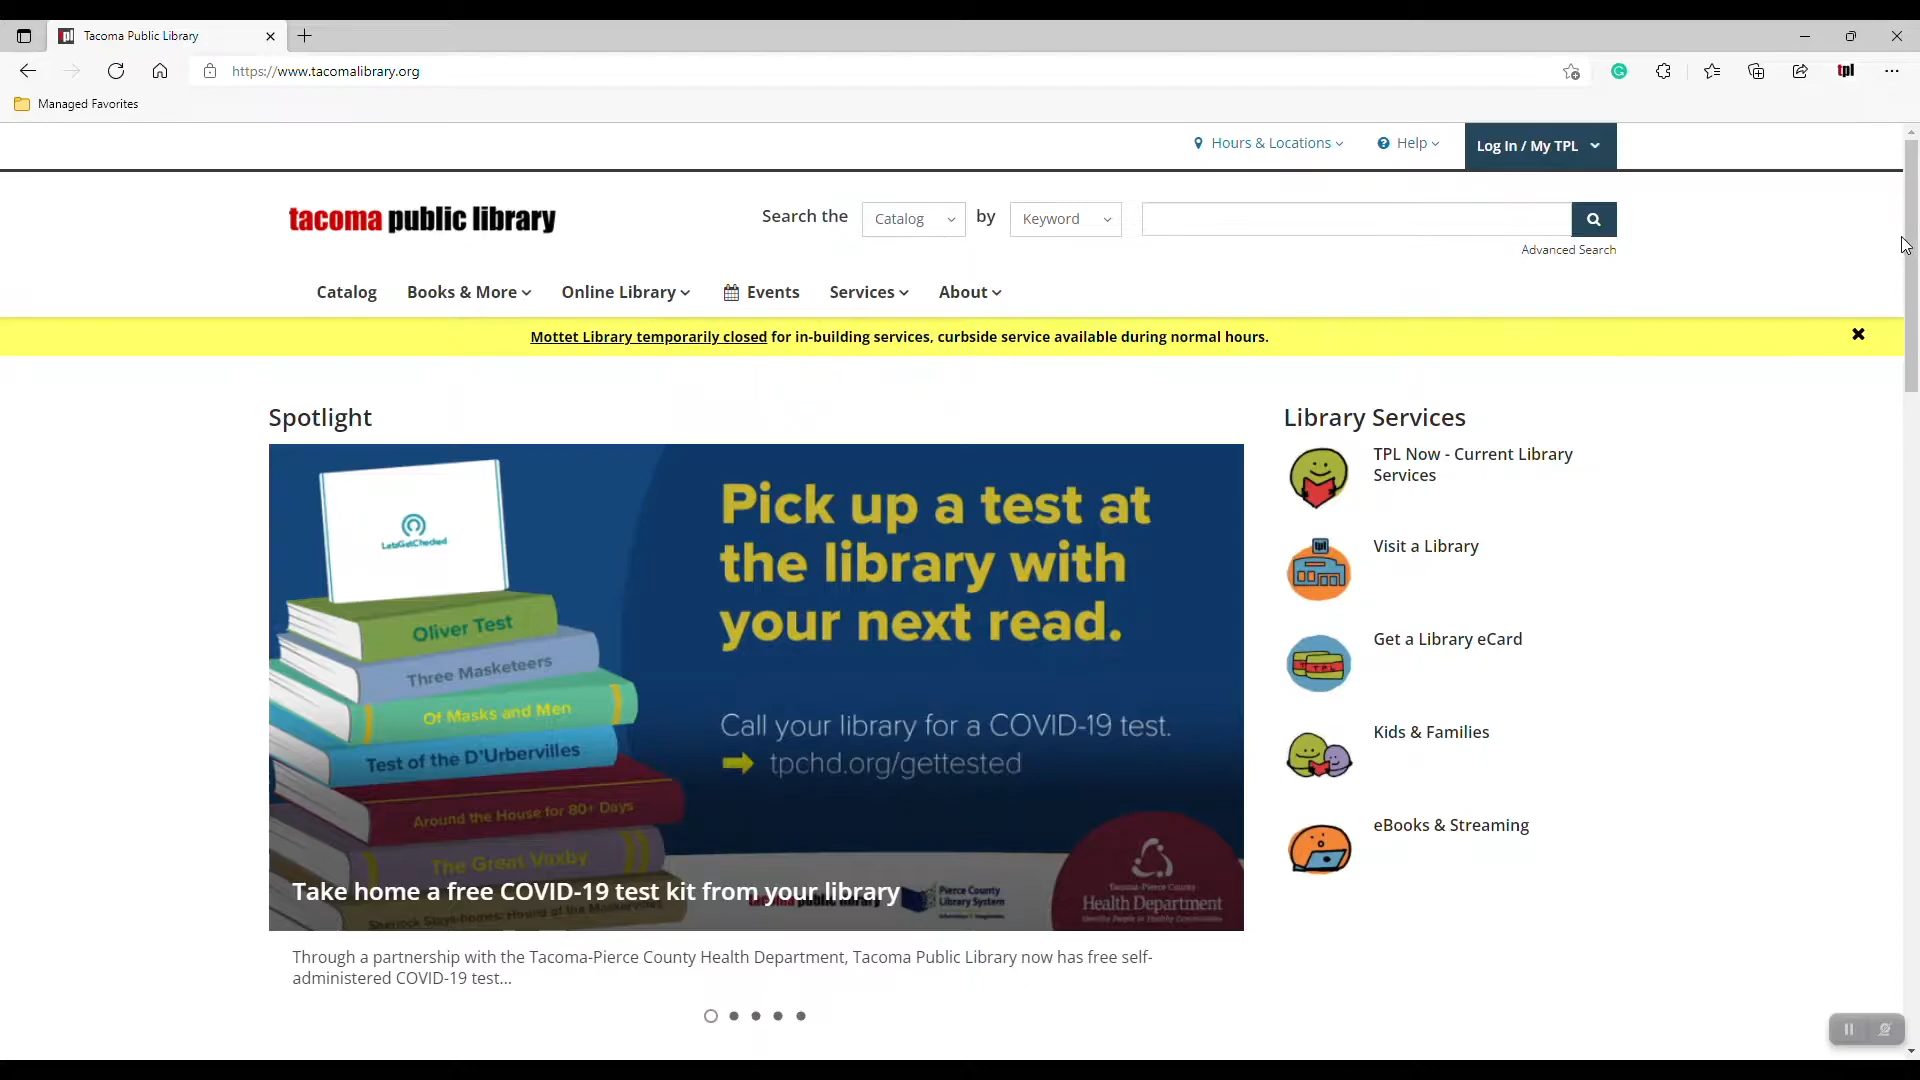 Tacoma Public Library
https://www.tacomalibrary.org
tpl
Managed Favorites
Hours & Locations
Help
Log In / My TPL
tacoma public library
Search the
Catalog
by
Keyword
Advanced Search
Catalog
Books & More
Online Library
Events
Services
About
Mottet Library temporarily closed for in-building services, curbside service available during normal hours.
Spotlight
LetsGetChecked
Oliver Test
Three Masketeers
Of Masks and Men
Test of the D'Urbervilles
Around the House for 80+ Days
The Great Vaxby
Pick up a test at
the library with
your next read.
Call your library for a COVID-19 test.
tpchd.org/gettested
Take home a free COVID-19 test kit from your library
Pierce County
Library System
Tacoma-Pierce County
Health Department
Through a partnership with the Tacoma-Pierce County Health Department, Tacoma Public Library now has free self-
administered COVID-19 test...
Library Services
TPL Now - Current Library
Services
tpl
Visit a Library
TPL
Get a Library eCard
Kids & Families
eBooks & Streaming